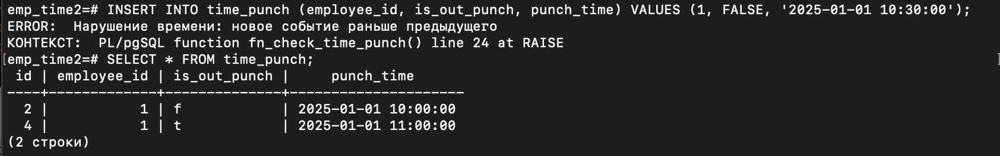 emp_time2=# INSERT INTO time_punch (employee_id, is_out_punch, punch_time) VALUES (1, FALSE, '2025-01-01 10:30:00');
ERROR:  Нарушение времени: новое событие раньше предыдущего
КОНТЕКСТ:  PL/pgSQL function fn_check_time_punch() line 24 at RAISE
[emp_time2=# SELECT * FROM time_punch;                                                                                  ]
 id | employee_id | is_out_punch |     punch_time
----+-------------+--------------+---------------------
  2 |           1 | f            | 2025-01-01 10:00:00
  4 |           1 | t            | 2025-01-01 11:00:00
(2 строки)